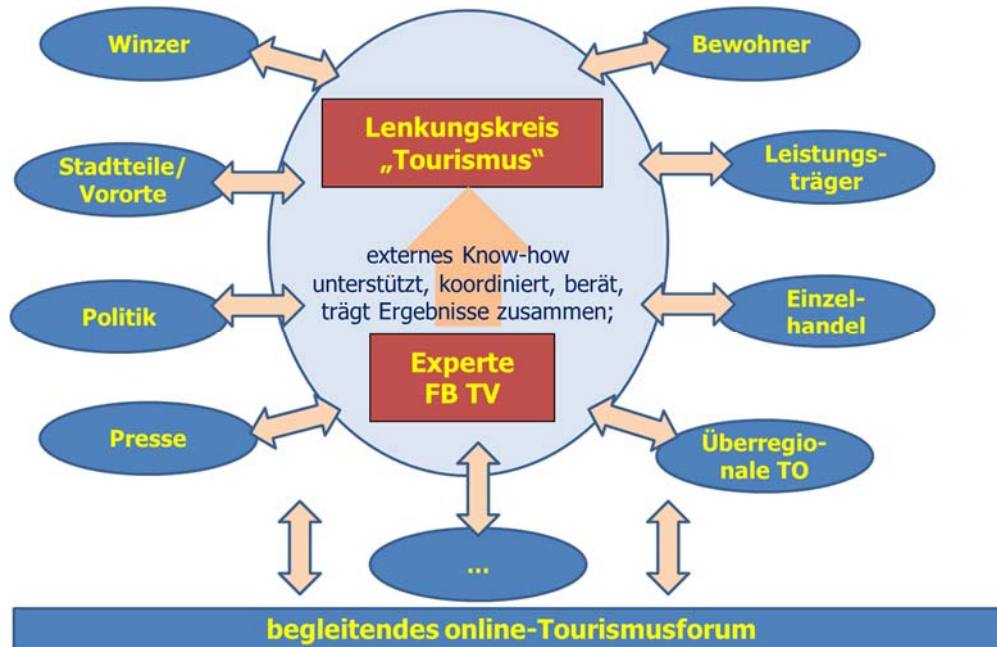 Winzer
Bewohner
Lenkungskreis
„Tourismus“
Stadtteile/
Vororte
Leistungs-
träger
externes Know-how
unterstützt, koordiniert, berät,
trägt Ergebnisse zusammen;
Politik
Einzel-
handel
Experte
FB TV
Presse
Überregio-
nale TO
...
begleitendes online-Tourismusforum